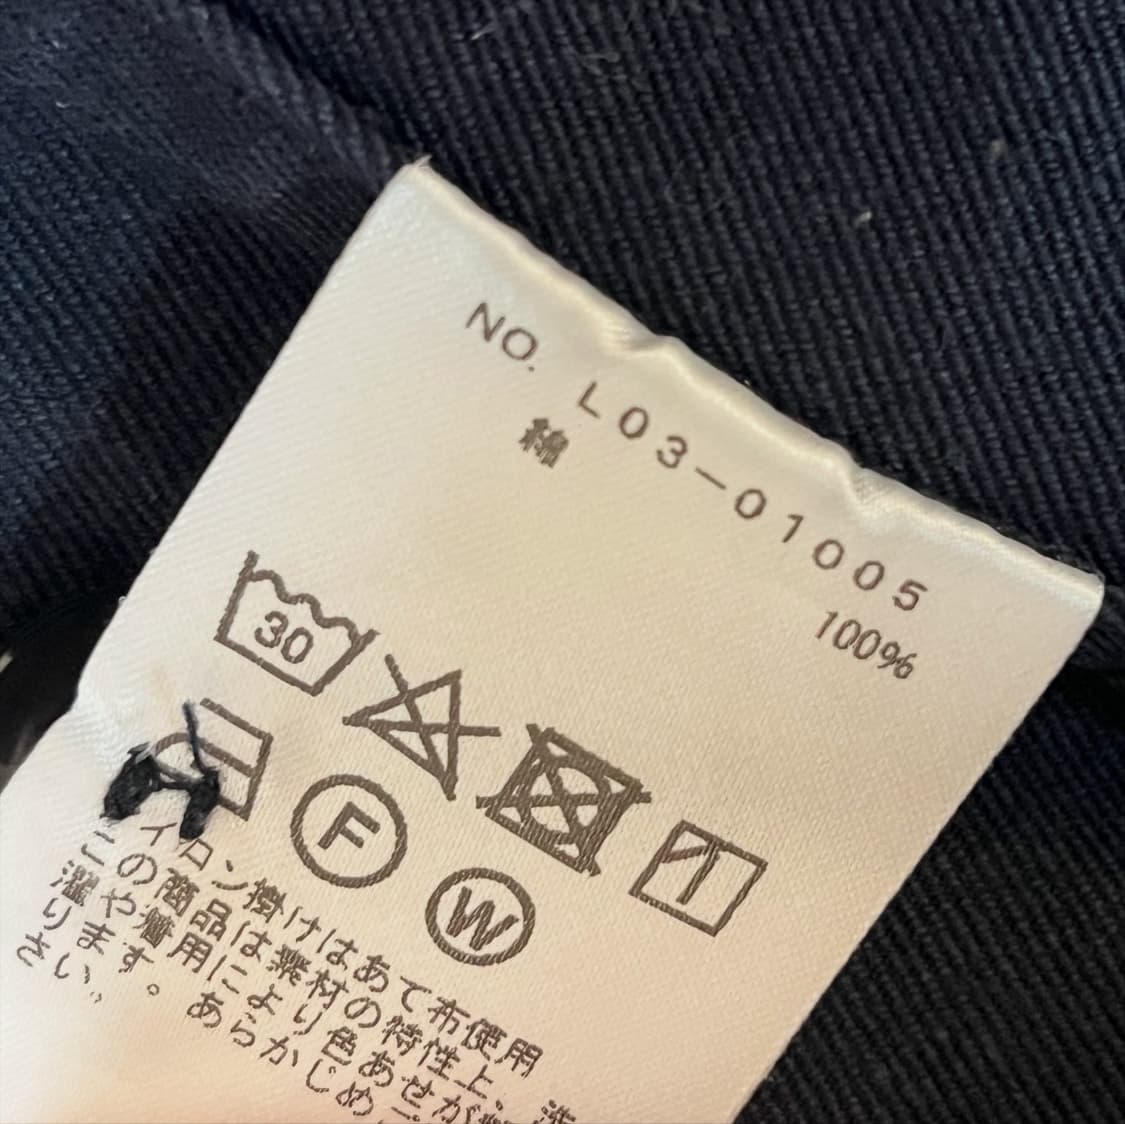 NO. L03-01005
綿 100%
30
F W
イロン掛けはあて布使用
この商品は素材の特性上、洗
濯や着用により色あせが
ります。あらかじめ
さい。